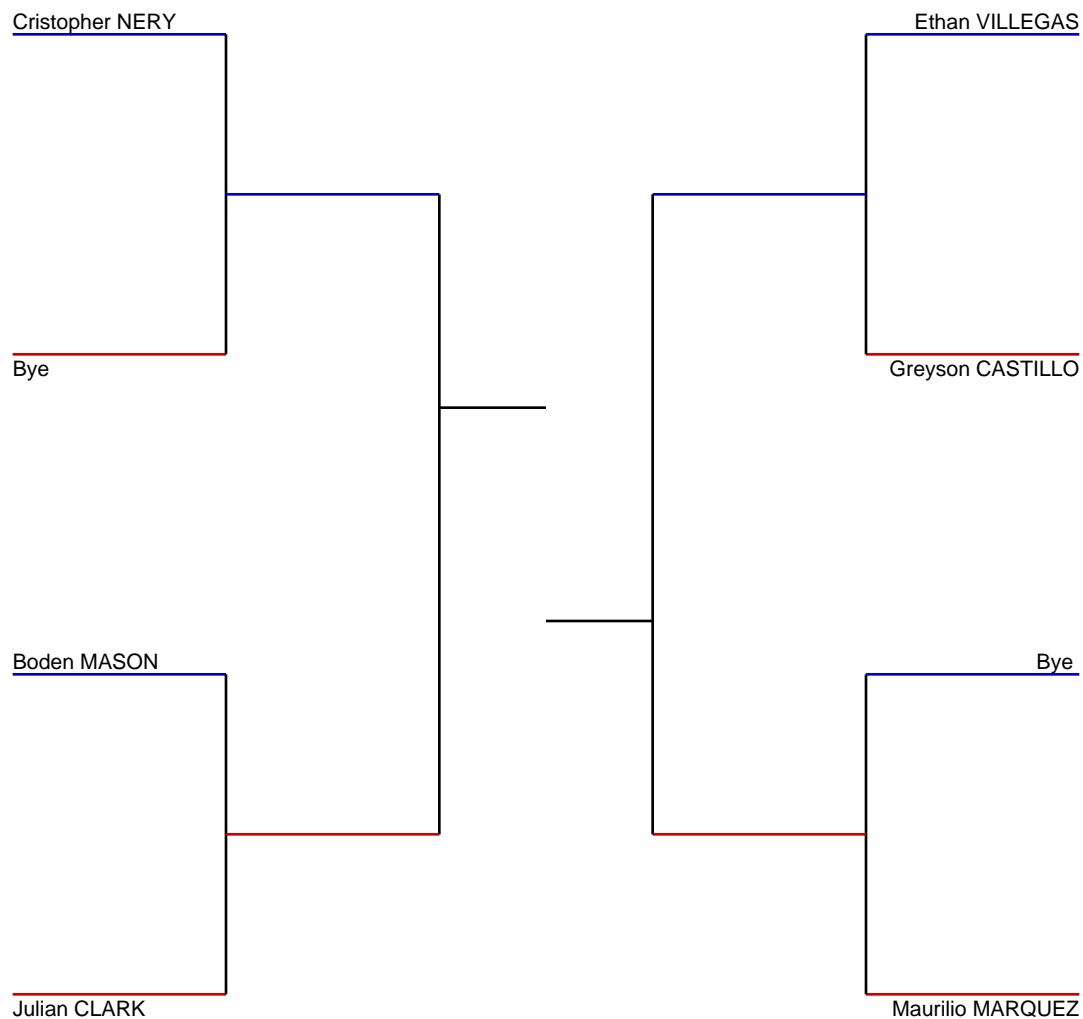 Cristopher NERY
Ethan VILLEGAS
Bye
Greyson CASTILLO
Boden MASON
Bye
Julian CLARK
Maurilio MARQUEZ